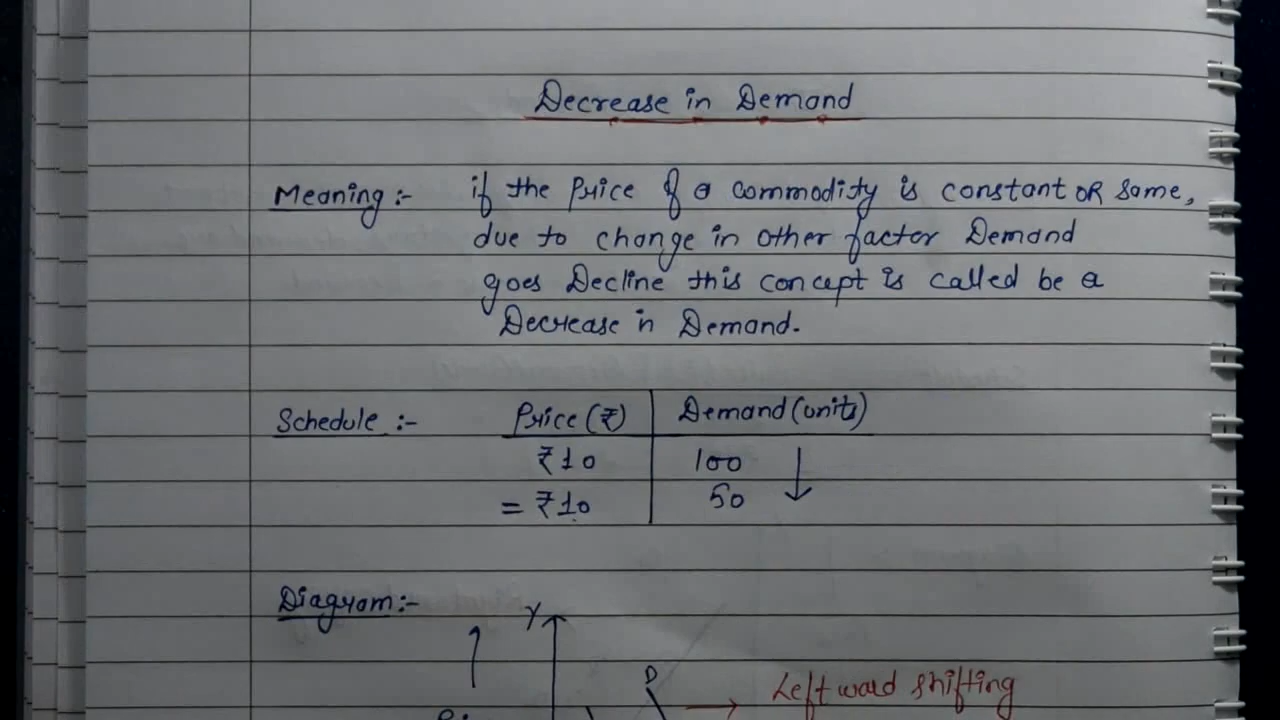 Decrease in Demand
Meaning :- if the Price of a commodity is constant OR same,
due to change in other factor Demand
goes Decline this concept is called be a
Decrease in Demand.
Schedule :- Price (₹) Demand (units)
₹10 100 ↓
= ₹10 50
Diagram :- Y
D
Leftward shifting